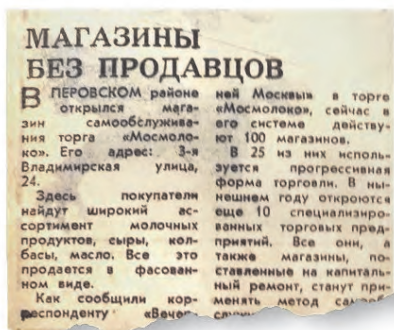 МАГАЗИНЫ
БЕЗ ПРОДАВЦОВ
В ПЕРОВСКОМ районе
открылся мага-
зин самообслужива-
ния торга «Мосмоло-
ко». Его адрес: 3-я
Владимирская улица,
24.
Здесь покупатели
найдут широкий ас-
сортимент молочных
продуктов, сыры, кол-
басы, масло. Все это
продается в фасован-
ном виде.
Как сообщили кор-
респонденту «Вечер-
ней Москвы» в торге
«Мосмолоко», сейчас в
его системе действу-
ют 100 магазинов.
В 25 из них исполь-
зуется прогрессивная
форма торговли. В ны-
нешнем году откроются
еще 10 специализиро-
ванных торговых пред-
приятий. Все они, а
также магазины, по-
ставленные на капиталь-
ный ремонт, станут при-
менять метод